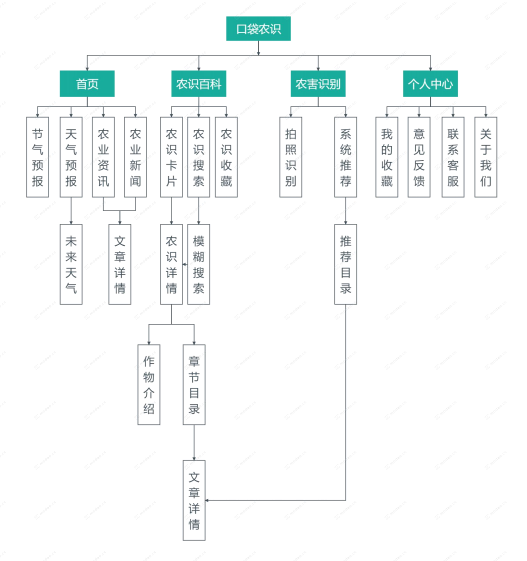 口袋农识
首页
农识百科
农害识别
个人中心
节气预报
天气预报
农业资讯
农业新闻
农识卡片
农识搜索
农识收藏
拍照识别
系统推荐
我的收藏
意见反馈
联系客服
关于我们
未来天气
文章详情
农识详情
模糊搜索
推荐目录
作物介绍
章节目录
文章详情